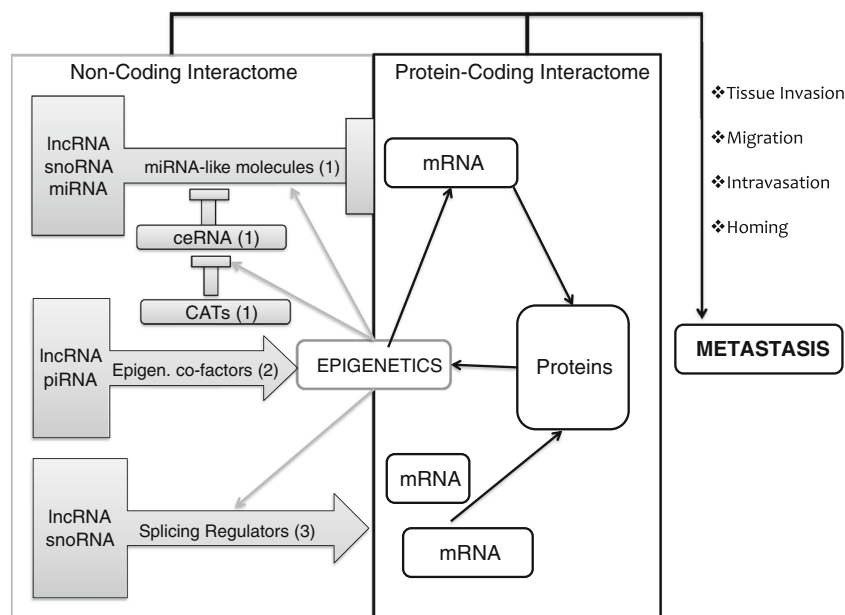 Non-Coding Interactome
Protein-Coding Interactome
lncRNA
snoRNA
miRNA
miRNA-like molecules (1)
ceRNA (1)
CATs (1)
lncRNA
piRNA
Epigen. co-factors (2)
EPIGENETICS
lncRNA
snoRNA
Splicing Regulators (3)
mRNA
Proteins
mRNA
mRNA
❖Tissue Invasion
❖Migration
❖Intravasation
❖Homing
METASTASIS